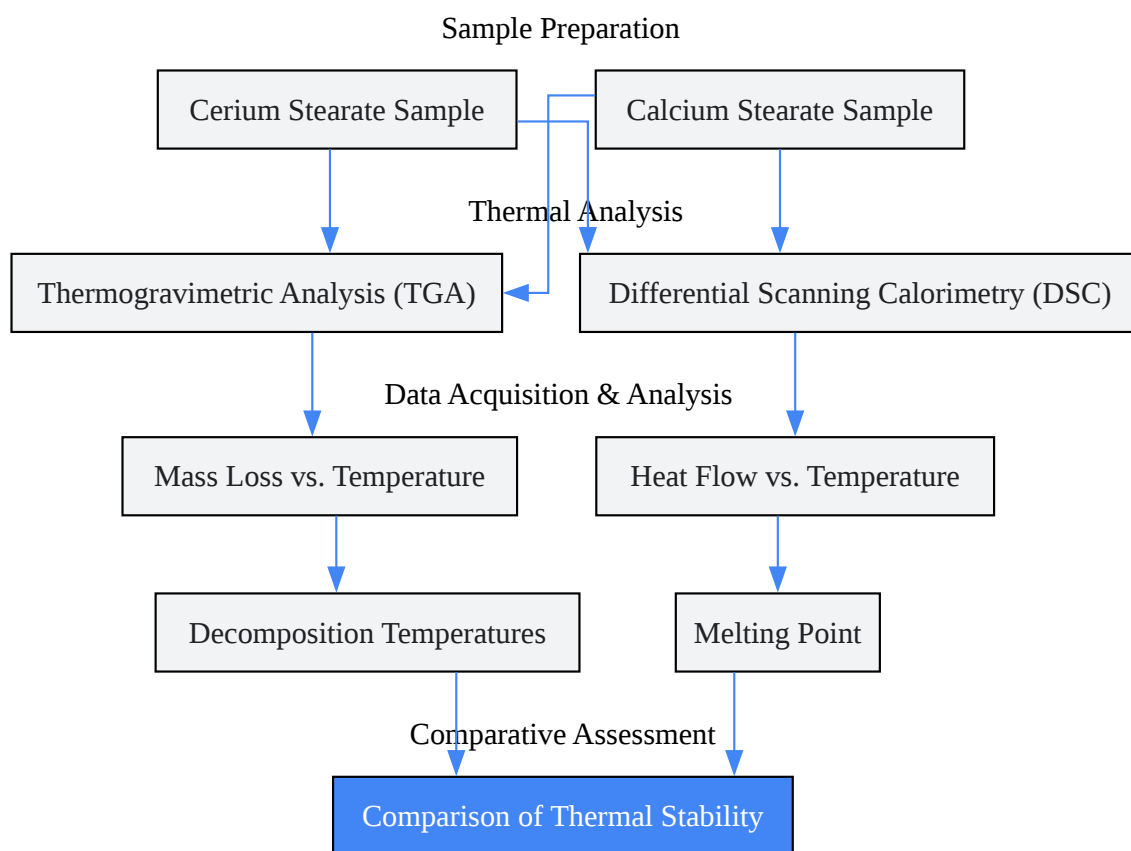 Sample Preparation
Cerium Stearate Sample
Calcium Stearate Sample
Thermal Analysis
Thermogravimetric Analysis (TGA)
Differential Scanning Calorimetry (DSC)
Data Acquisition & Analysis
Mass Loss vs. Temperature
Heat Flow vs. Temperature
Decomposition Temperatures
Melting Point
Comparative Assessment
Comparison of Thermal Stability